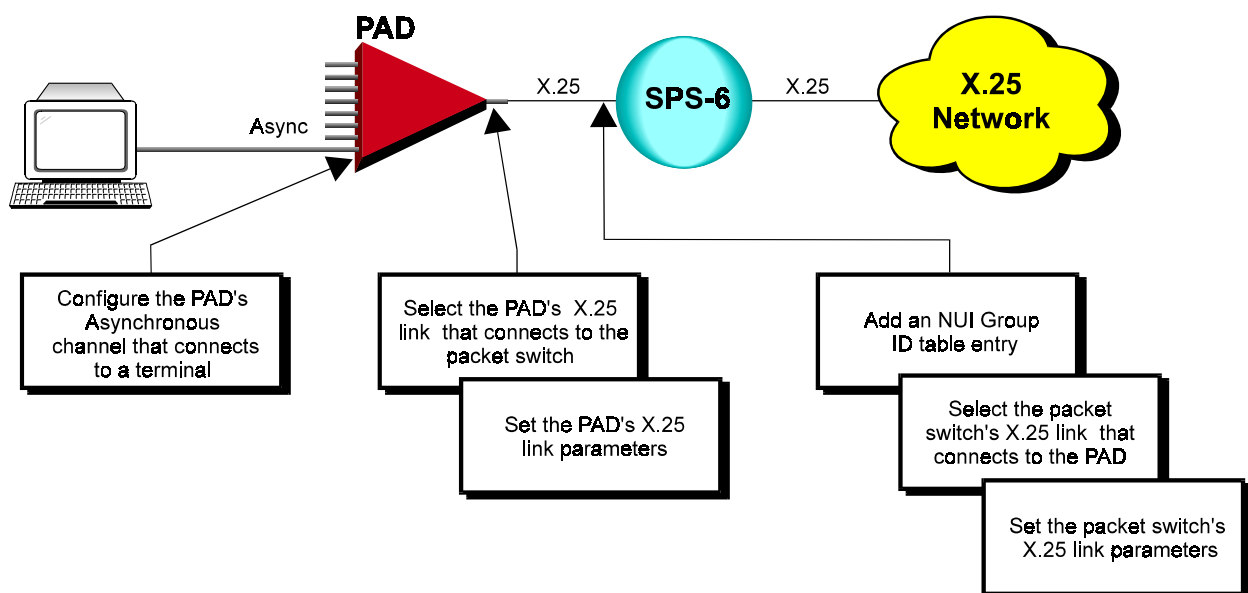 PAD
Async
X.25
SPS-6
X.25
X.25
Network
Configure the PAD's
Asynchronous
channel that connects
to a terminal
Select the PAD's X.25
link that connects to the
packet switch
Set the PAD's X.25
link parameters
Add an NUI Group
ID table entry
Select the packet
switch's X.25 link that
connects to the PAD
Set the packet switch's
X.25 link parameters